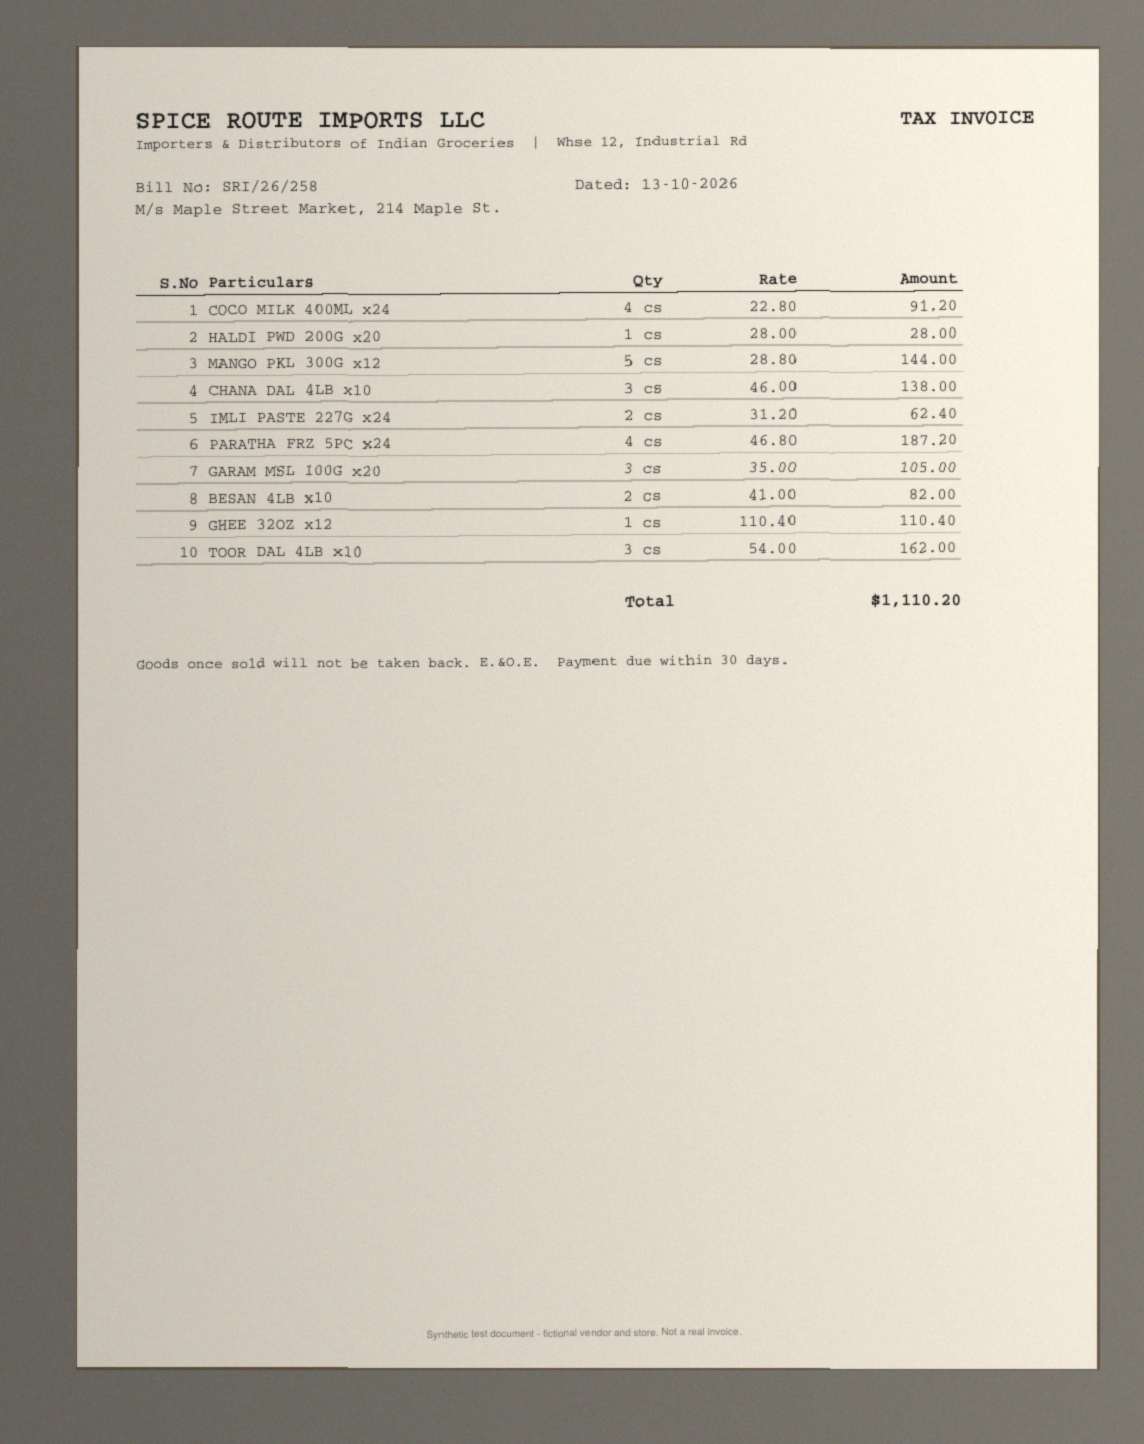 SPICE ROUTE IMPORTS LLC TAX INVOICE
Importers & Distributors of Indian Groceries | Whse 12, Industrial Rd
Bill No: SRI/26/258 Dated: 13-10-2026
M/s Maple Street Market, 214 Maple St.
S.No Particulars Qty Rate Amount
1 COCO MILK 400ML x24 4 cs 22.80 91.20
2 HALDI PWD 200G x20 1 cs 28.00 28.00
3 MANGO PKL 300G x12 5 cs 28.80 144.00
4 CHANA DAL 4LB x10 3 cs 46.00 138.00
5 IMLI PASTE 227G x24 2 cs 31.20 62.40
6 PARATHA FRZ 5PC x24 4 cs 46.80 187.20
7 GARAM MSL 100G x20 3 cs 35.00 105.00
8 BESAN 4LB x10 2 cs 41.00 82.00
9 GHEE 32OZ x12 1 cs 110.40 110.40
10 TOOR DAL 4LB x10 3 cs 54.00 162.00
Total $1,110.20
Goods once sold will not be taken back. E.&O.E. Payment due within 30 days.
Synthetic test document - fictional vendor and store. Not a real invoice.